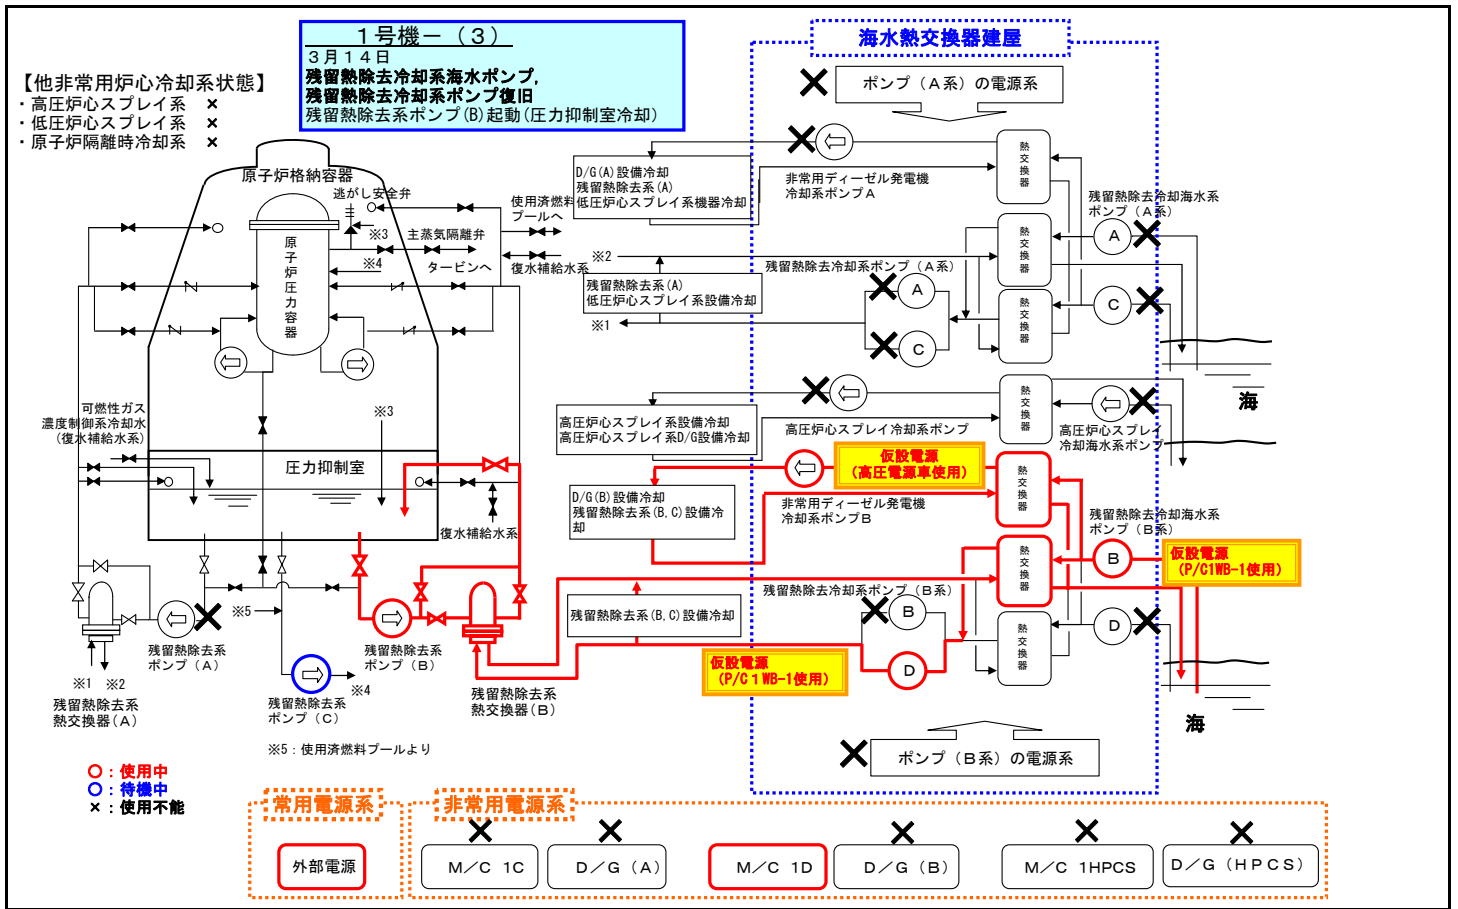 1号機－（3）
3月14日
残留熱除去冷却系海水ポンプ,
残留熱除去冷却系ポンプ復旧
残留熱除去系ポンプ(B)起動(圧力抑制室冷却)
【他非常用炉心冷却系状態】
・高圧炉心スプレイ系 ×
・低圧炉心スプレイ系 ×
・原子炉隔離時冷却系 ×
海水熱交換器建屋
ポンプ（A系）の電源系
原子炉格納容器
逃がし安全弁
※3
主蒸気隔離弁
※4
タービンへ
原子炉圧力容器
使用済燃料
プールへ
復水補給水系
D/G(A)設備冷却
残留熱除去系(A)
低圧炉心スプレイ系機器冷却
非常用ディーゼル発電機
冷却系ポンプA
熱交換器
残留熱除去冷却海水系
ポンプ（A系）
A
熱交換器
※2
残留熱除去冷却系ポンプ（A系）
残留熱除去系(A)
低圧炉心スプレイ系設備冷却
A
※1
C
熱交換器
C
海
可燃性ガス
濃度制御系冷却水
(復水補給水系)
※3
圧力抑制室
復水補給水系
高圧炉心スプレイ系設備冷却
高圧炉心スプレイ系D/G設備冷却
高圧炉心スプレイ冷却系ポンプ
熱交換器
高圧炉心スプレイ
冷却海水系ポンプ
仮設電源
（高圧電源車使用）
D/G(B)設備冷却
残留熱除去系(B,C)設備冷
却
非常用ディーゼル発電機
冷却系ポンプB
熱交換器
残留熱除去冷却海水系
ポンプ（B系）
B
仮設電源
（P/C1WB-1使用）
熱交換器
残留熱除去冷却系ポンプ（B系）
B
残留熱除去系(B,C)設備冷却
D
熱交換器
D
仮設電源
（P/C１WB-1使用）
海
※5
残留熱除去系
ポンプ（A）
残留熱除去系
ポンプ（B）
※1 ※2
残留熱除去系
熱交換器(A)
※4
残留熱除去系
ポンプ（C）
残留熱除去系
熱交換器(B)
※5：使用済燃料プールより
ポンプ（B系）の電源系
○：使用中
○：待機中
×：使用不能
常用電源系
非常用電源系
外部電源
M／C 1C
D／G（A）
M／C 1D
D／G（B）
M／C 1HPCS
D／G（HPCS）